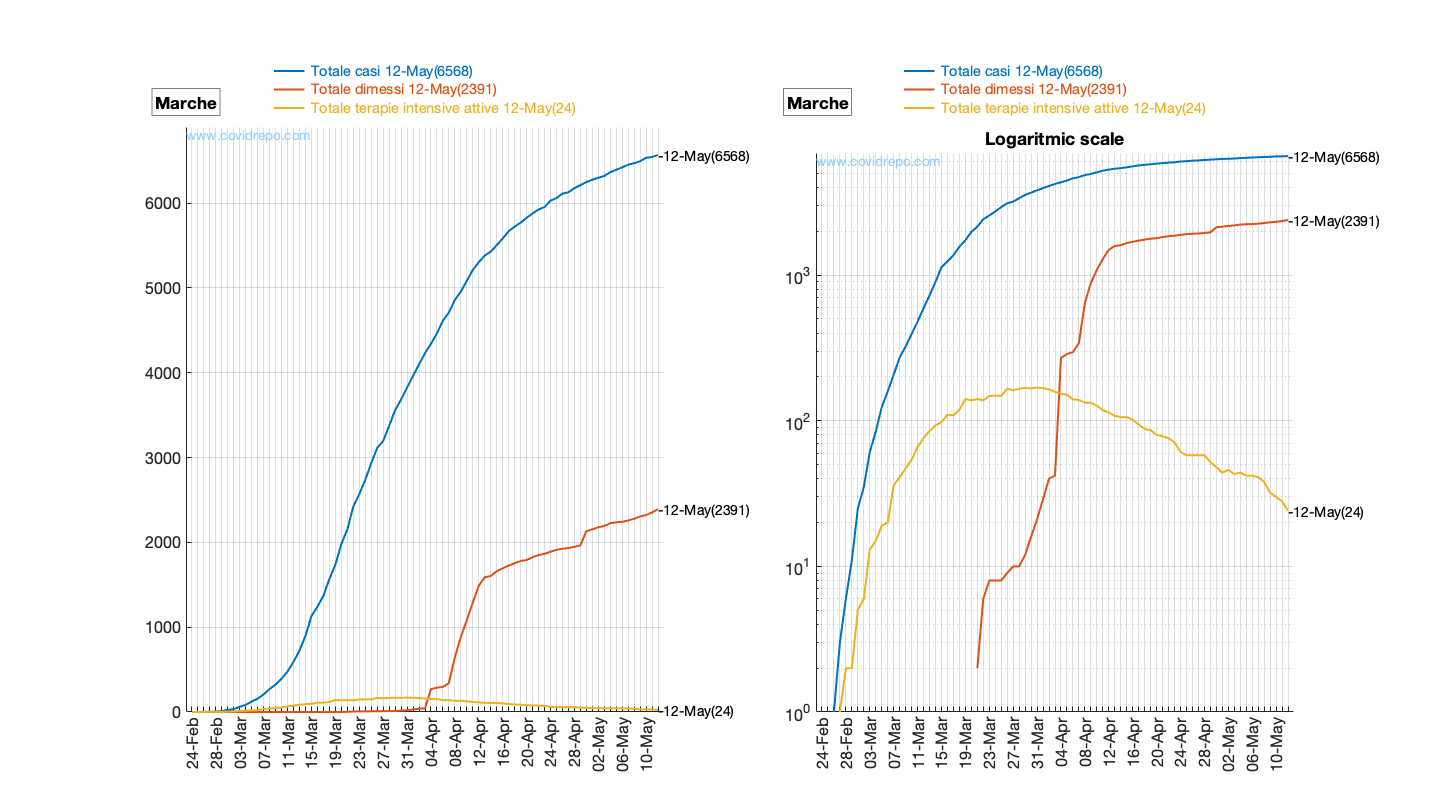 Totale casi 12-May(6568)
Totale dimessi 12-May(2391)
Totale terapie intensive attive 12-May(24)
Marche
www.covidrepo.com
12-May(6568)
12-May(2391)
12-May(24)
6000
5000
4000
3000
2000
1000
0
24-Feb
28-Feb
03-Mar
07-Mar
11-Mar
15-Mar
19-Mar
23-Mar
27-Mar
31-Mar
04-Apr
08-Apr
12-Apr
16-Apr
20-Apr
24-Apr
28-Apr
02-May
06-May
10-May
Totale casi 12-May(6568)
Totale dimessi 12-May(2391)
Totale terapie intensive attive 12-May(24)
Marche
Logaritmic scale
www.covidrepo.com
12-May(6568)
12-May(2391)
12-May(24)
10³
10²
10¹
10⁰
24-Feb
28-Feb
03-Mar
07-Mar
11-Mar
15-Mar
19-Mar
23-Mar
27-Mar
31-Mar
04-Apr
08-Apr
12-Apr
16-Apr
20-Apr
24-Apr
28-Apr
02-May
06-May
10-May